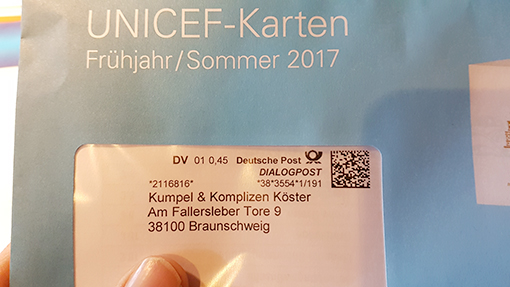 UNICEF-Karten
Frühjahr/Sommer 2017
DV 01 0,45 Deutsche Post
DIALOGPOST
*2116816* *38*3554*1/191
Kumpel & Komplizen Köster
Am Fallersleber Tore 9
38100 Braunschweig